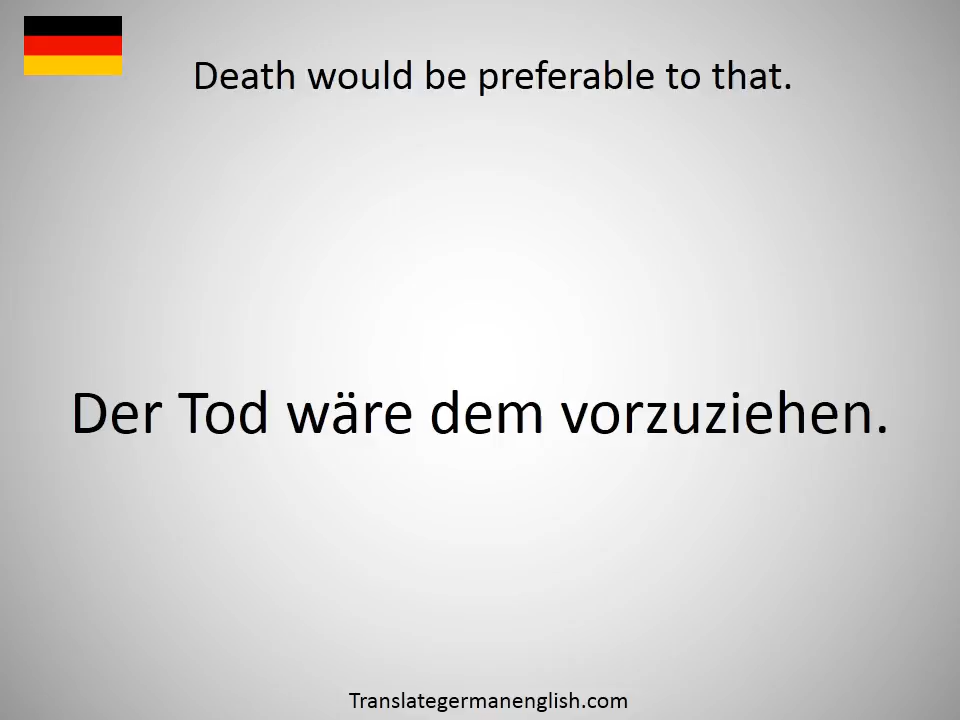 Death would be preferable to that.
Der Tod wäre dem vorzuziehen.
Translategermanenglish.com